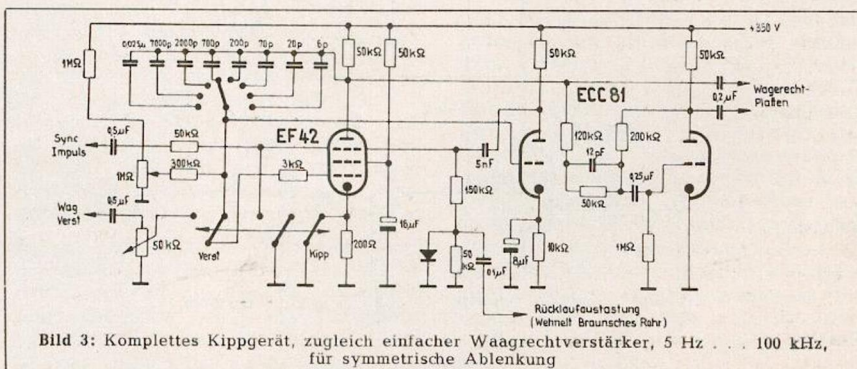 +350 V
0,025µ 7000p 2000p 700p 200p 70p 20p 6p
1MΩ
50kΩ
50kΩ
50kΩ
50kΩ
ECC81
Wagerecht-
Platten
0,2µF
EF42
0,5µF
Sync
Impuls
50kΩ
120kΩ
200kΩ
12pF
5nF
3kΩ
300kΩ
1MΩ
150kΩ
50kΩ
0,25µF
Wag
Verst
0,5µF
50kΩ
Verst
Kipp
200Ω
16µF
50
kΩ
0,1µF
8µF
10kΩ
1MΩ
Rücklaufaustastung
(Wehnelt Braunsches Rohr)
Bild 3: Komplettes Kippgerät, zugleich einfacher Waagrechtverstärker, 5 Hz . . . 100 kHz,
für symmetrische Ablenkung